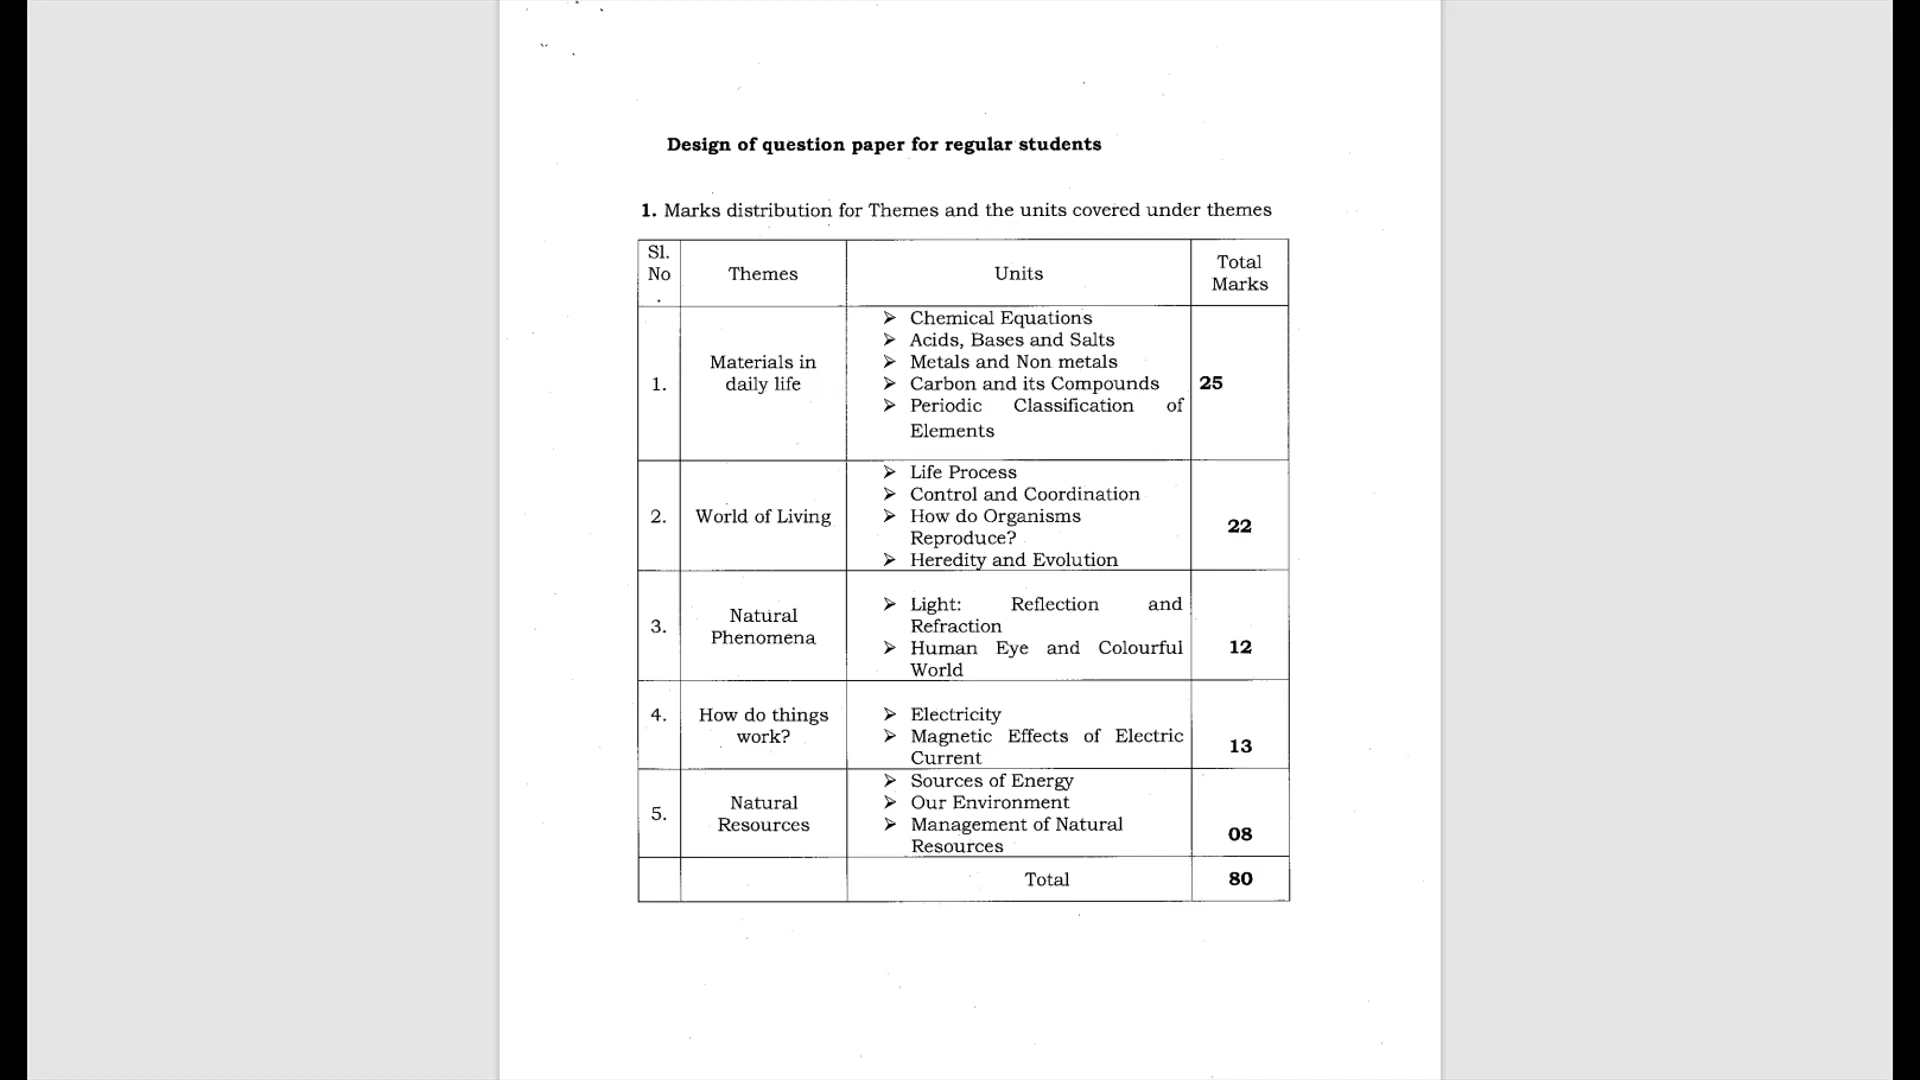 Design of question paper for regular students
1. Marks distribution for Themes and the units covered under themes
Sl.
No
.
Themes
Units
Total
Marks
1.
Materials in
daily life
➢ Chemical Equations
➢ Acids, Bases and Salts
➢ Metals and Non metals
➢ Carbon and its Compounds
➢ Periodic Classification of
Elements
25
2.
World of Living
➢ Life Process
➢ Control and Coordination
➢ How do Organisms
Reproduce?
➢ Heredity and Evolution
22
3.
Natural
Phenomena
➢ Light: Reflection and
Refraction
➢ Human Eye and Colourful
World
12
4.
How do things
work?
➢ Electricity
➢ Magnetic Effects of Electric
Current
13
5.
Natural
Resources
➢ Sources of Energy
➢ Our Environment
➢ Management of Natural
Resources
08
Total
80